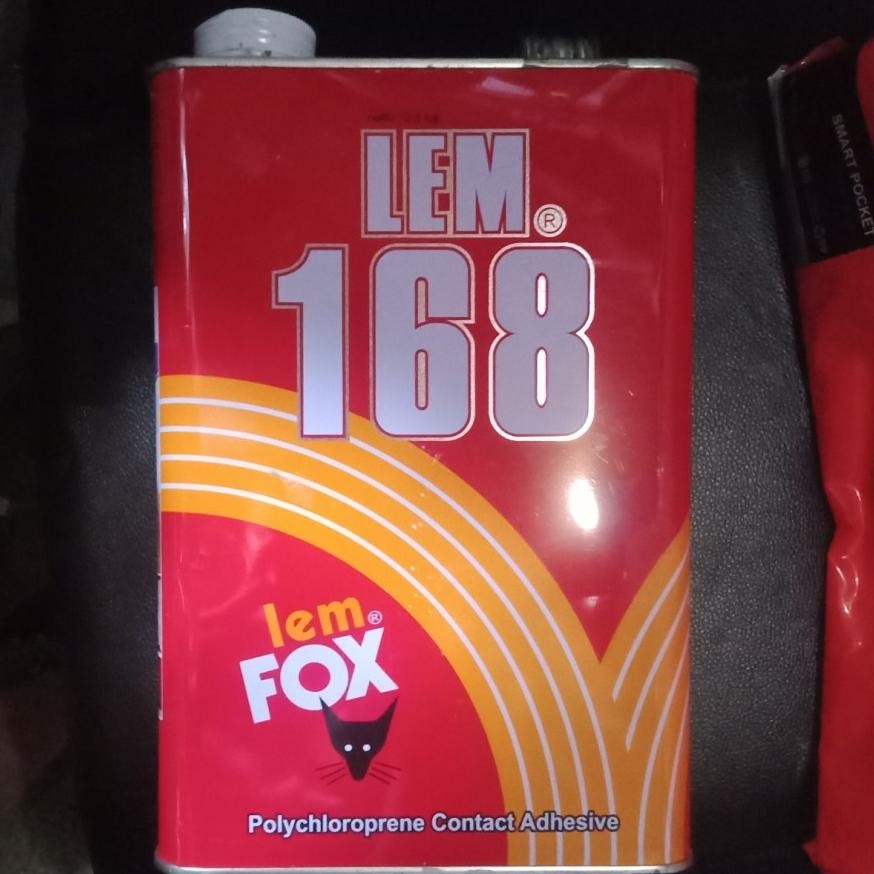 LEM®
168
lem®
FOX
Polychloroprene Contact Adhesive
SMART POCKET